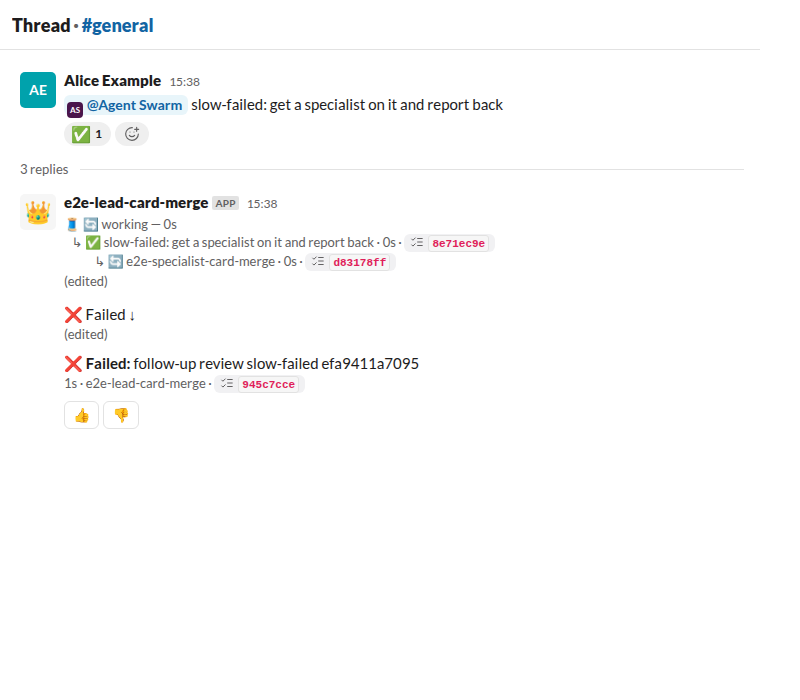 Thread · #general
AE
Alice Example 15:38
AS @Agent Swarm slow-failed: get a specialist on it and report back
✅ 1
3 replies
e2e-lead-card-merge APP 15:38
🧵 🔄 working — 0s
↳ ✅ slow-failed: get a specialist on it and report back · 0s · 8e71ec9e
↳ 🔄 e2e-specialist-card-merge · 0s · d83178ff
(edited)
❌ Failed ↓
(edited)
❌ Failed: follow-up review slow-failed efa9411a7095
1s · e2e-lead-card-merge · 945c7cce
👍 👎